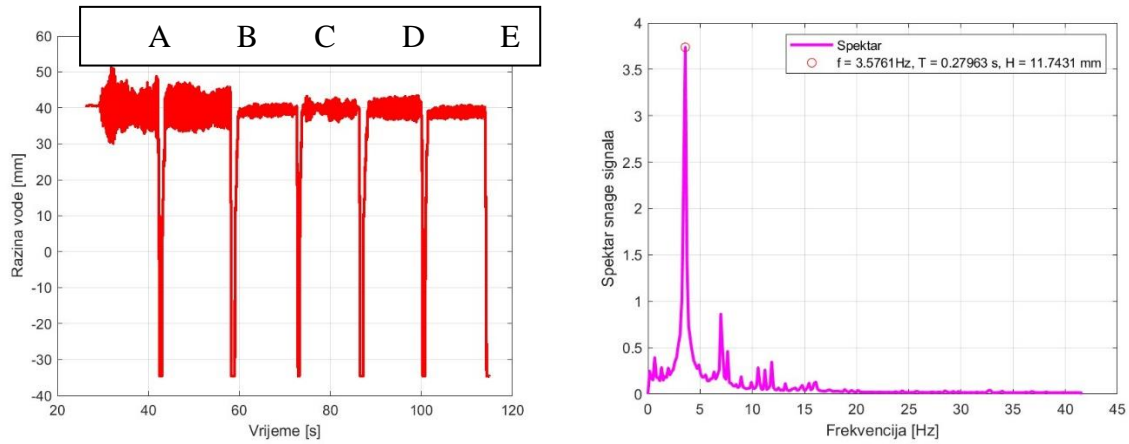 A B C D E
60
50
40
30
20
10
0
-10
-20
-30
-40
20 40 60 80 100 120
Razina vode [mm]
Vrijeme [s]
4
3.5
3
2.5
2
1.5
1
0.5
0
0 5 10 15 20 25 30 35 40 45
Spektar snage signala
Frekvencija [Hz]
Spektar
f = 3.5761Hz, T = 0.27963 s, H = 11.7431 mm